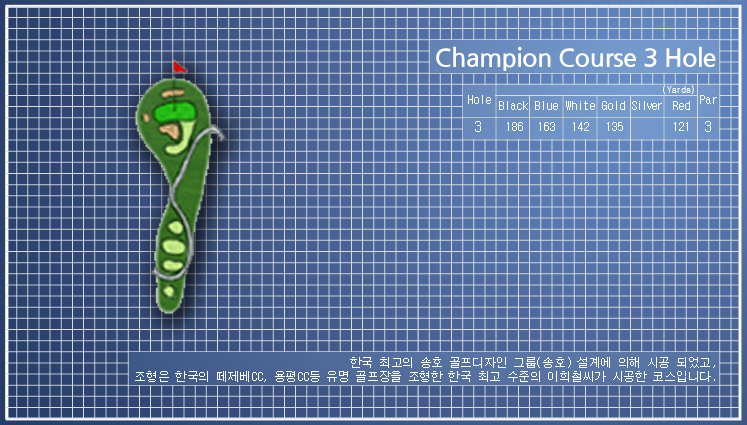 Champion Course 3 Hole
(Yards)
Hole Black Blue White Gold Silver Red Par
3 186 163 142 135 121 3
한국 최고의 송호 골프디자인 그룹(송호) 설계에 의해 시공 되었고,
조형은 한국의 떼제베CC, 용평CC등 유명 골프장을 조형한 한국 최고 수준의 이희철씨가 시공한 코스입니다.